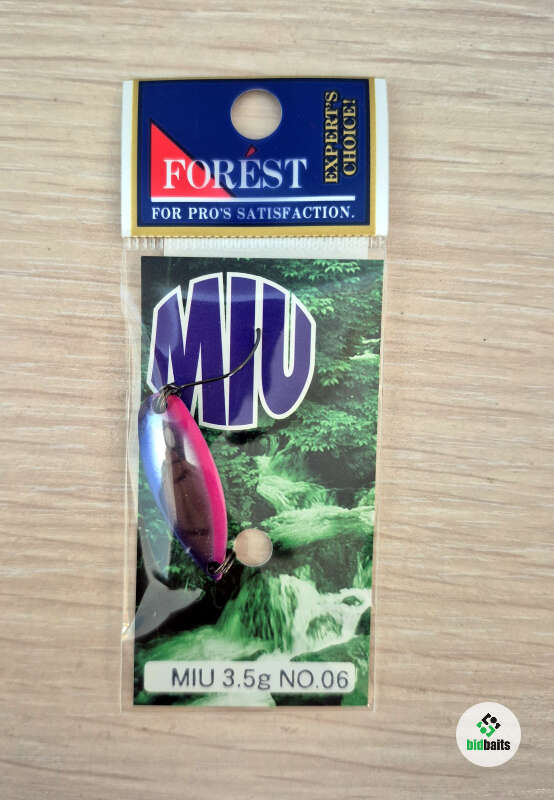 EXPERT'S
CHOICE!
FORÉST
FOR PRO'S SATISFACTION.
MIU
MIU 3.5g NO.06
bidbaits